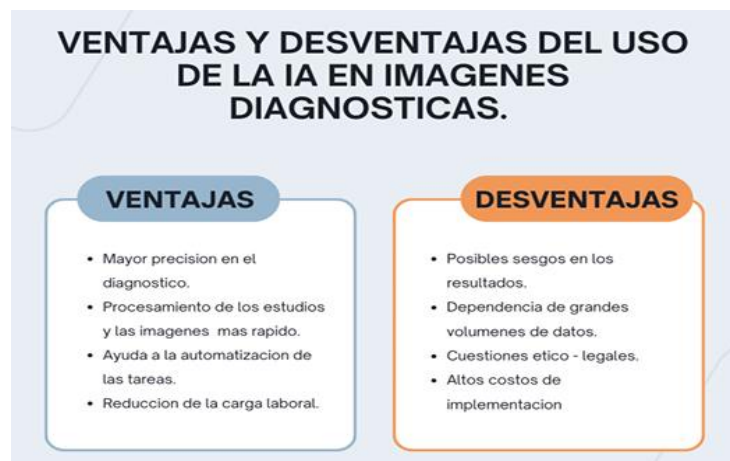 VENTAJAS Y DESVENTAJAS DEL USO
DE LA IA EN IMAGENES
DIAGNOSTICAS.
VENTAJAS
• Mayor precision en el
diagnostico.
• Procesamiento de los estudios
y las imagenes mas rapido.
• Ayuda a la automatizacion de
las tareas.
• Reduccion de la carga laboral.
DESVENTAJAS
• Posibles sesgos en los
resultados.
• Dependencia de grandes
volumenes de datos.
• Cuestiones etico - legales.
• Altos costos de
implementacion